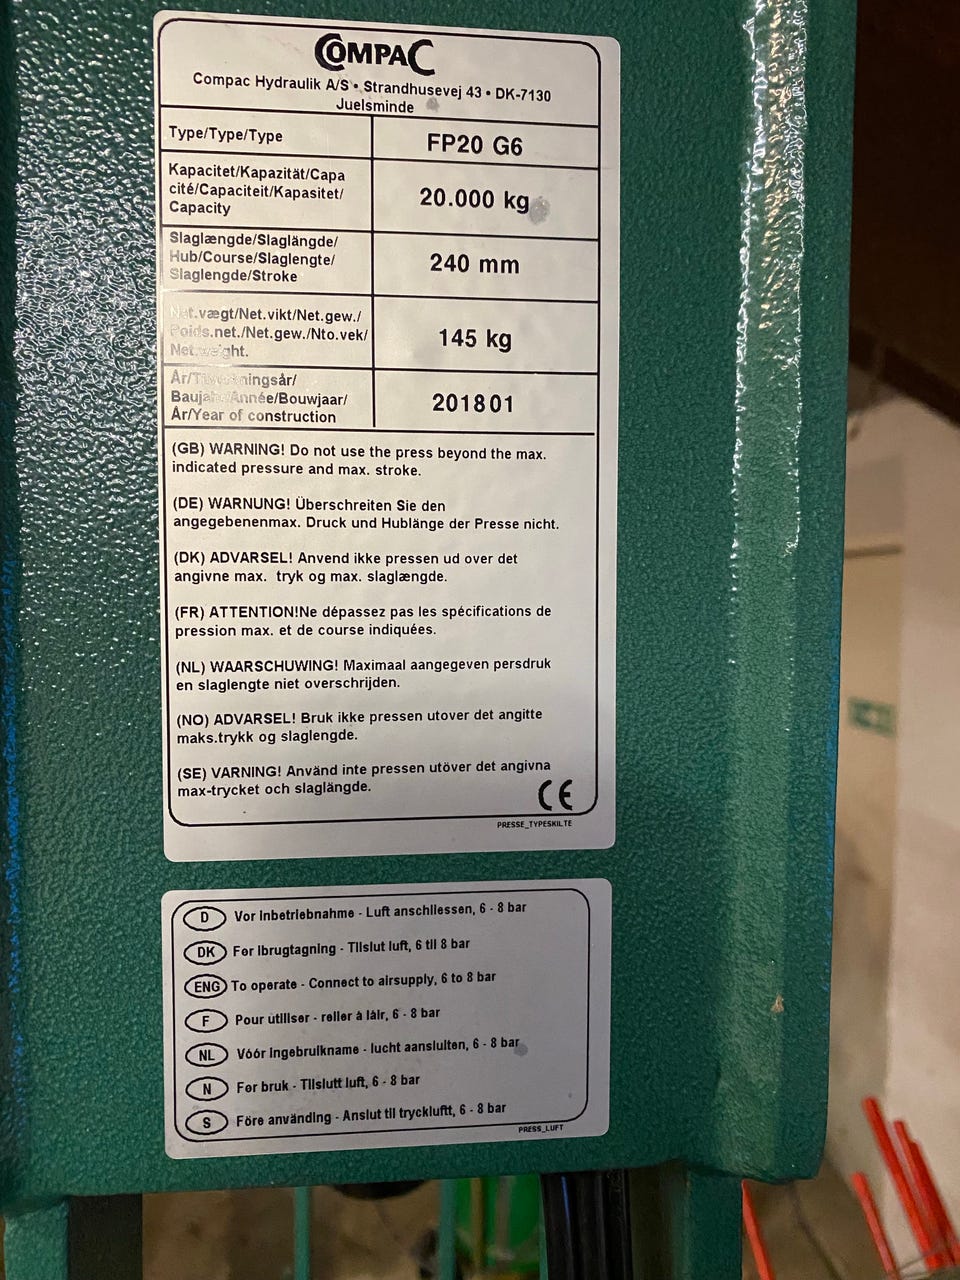 COMPAC
Compac Hydraulik A/S • Strandhusevej 43 • DK-7130
Juelsminde
Type/Type/Type
FP20 G6
Kapacitet/Kapazität/Capa
cité/Capaciteit/Kapasitet/
Capacity
20.000 kg
Slaglængde/Slaglängde/
Hub/Course/Slaglengte/
Slaglengde/Stroke
240 mm
Net.vægt/Net.vikt/Net.gew./
Poids.net./Net.gew./Nto.vek/
Net.weight.
145 kg
År/
Baujahr/Année/Bouwjaar/
År/Year of construction
201801
(GB) WARNING! Do not use the press beyond the max.
indicated pressure and max. stroke.
(DE) WARNUNG! Überschreiten Sie den
angegebenenmax. Druck und Hublänge der Presse nicht.
(DK) ADVARSEL! Anvend ikke pressen ud over det
angivne max. tryk og max. slaglængde.
(FR) ATTENTION!Ne dépassez pas les spécifications de
pression max. et de course indiquées.
(NL) WAARSCHUWING! Maximaal aangegeven persdruk
en slaglengte niet overschrijden.
(NO) ADVARSEL! Bruk ikke pressen utover det angitte
maks.trykk og slaglengde.
(SE) VARNING! Använd inte pressen utöver det angivna
max-trycket och slaglängde.
CE
PRESSE_TYPESKILTE
D Vor Inbetriebnahme - Luft anschliessen, 6 - 8 bar
DK Før Ibrugtagning - Tilslut luft, 6 til 8 bar
ENG To operate - Connect to airsupply, 6 to 8 bar
F Pour utiliser - relier à láir, 6 - 8 bar
NL Vóór Ingebruikname - lucht aansluiten, 6 - 8 bar
N Før bruk - Tilslutt luft, 6 - 8 bar
S Före använding - Anslut til tryckluftt, 6 - 8 bar
PRESS_LUFT